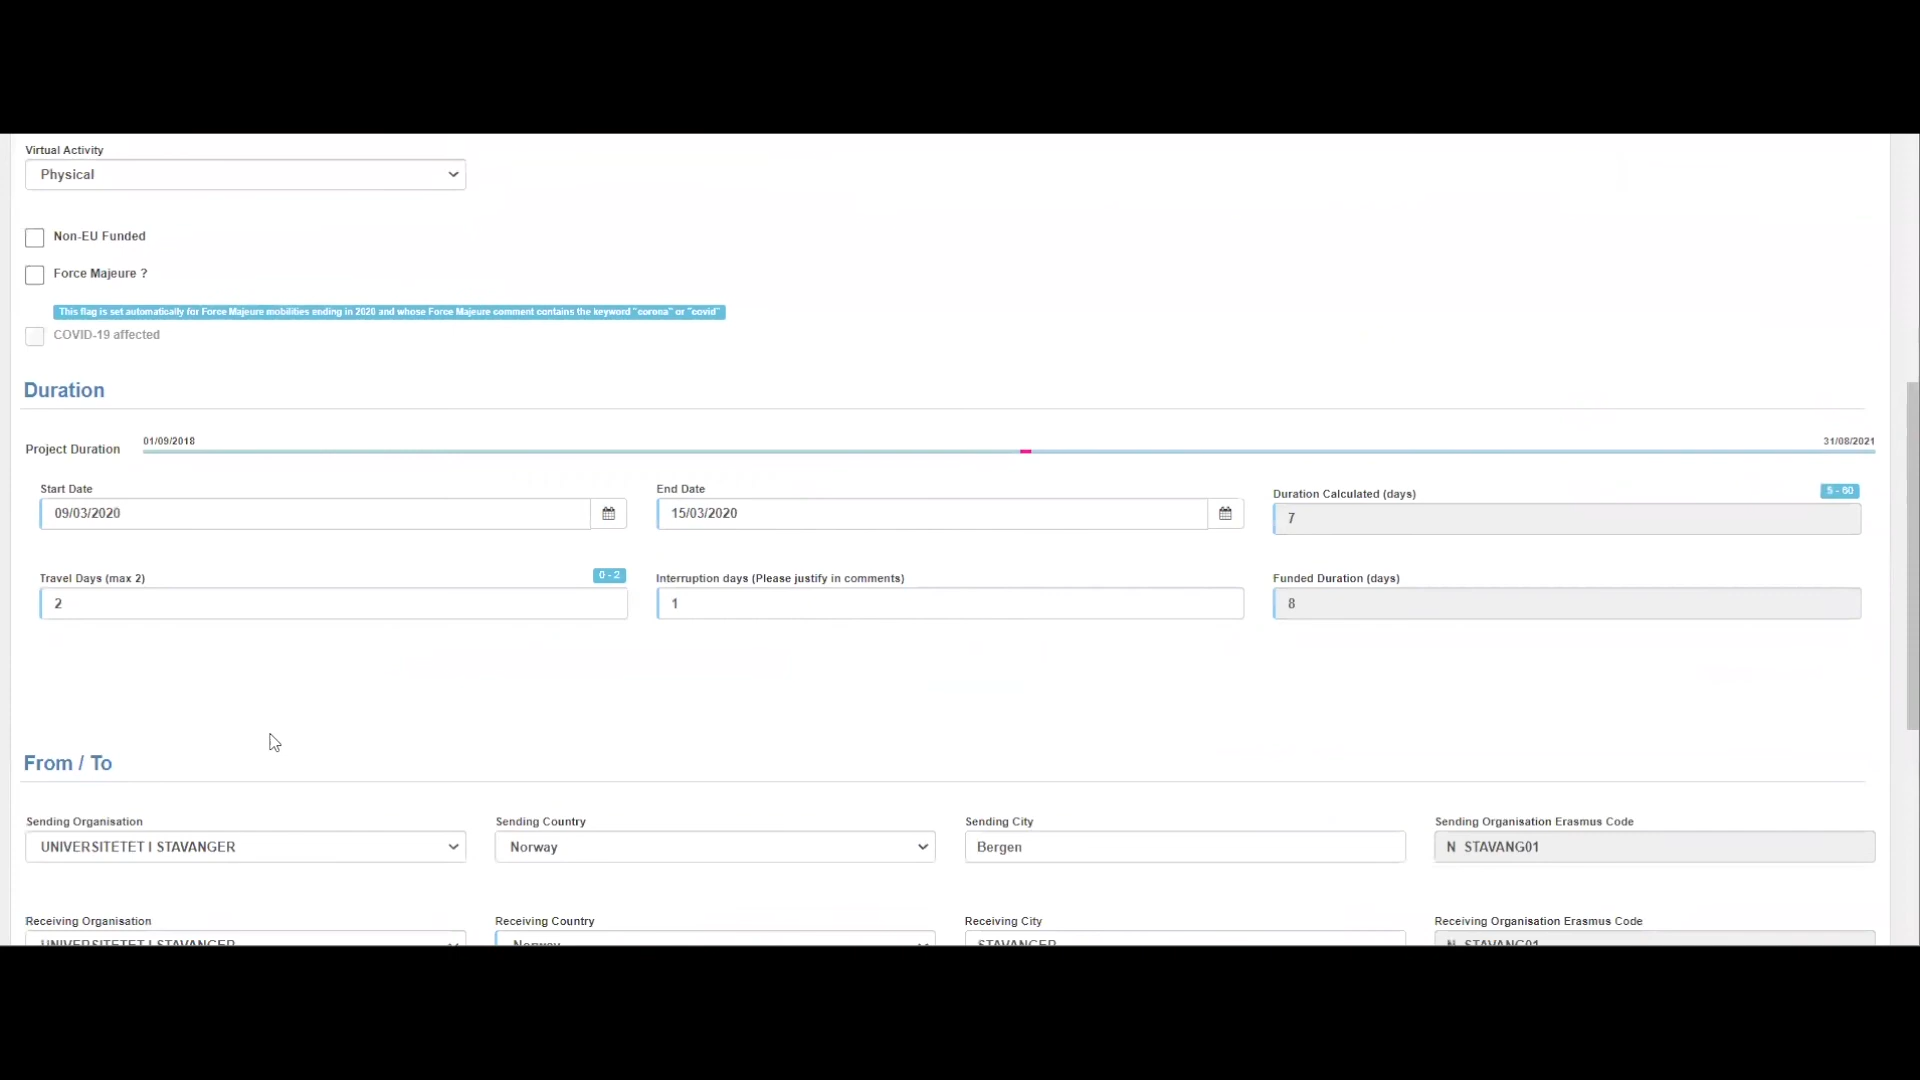 Virtual Activity
Physical
Non-EU Funded
Force Majeure ?
This flag is set automatically for Force Majeure mobilities ending in 2020 and whose Force Majeure comment contains the keyword "corona" or "covid"
COVID-19 affected
Duration
Project Duration
01/09/2018
31/08/2021
Start Date
End Date
Duration Calculated (days)
5 - 60
09/03/2020
15/03/2020
7
Travel Days (max 2)
0 - 2
Interruption days (Please justify in comments)
Funded Duration (days)
2
1
8
From / To
Sending Organisation
Sending Country
Sending City
Sending Organisation Erasmus Code
UNIVERSITETET I STAVANGER
Norway
Bergen
N STAVANG01
Receiving Organisation
Receiving Country
Receiving City
Receiving Organisation Erasmus Code
UNIVERSITETET I STAVANGER
Norway
STAVANGER
N STAVANG01